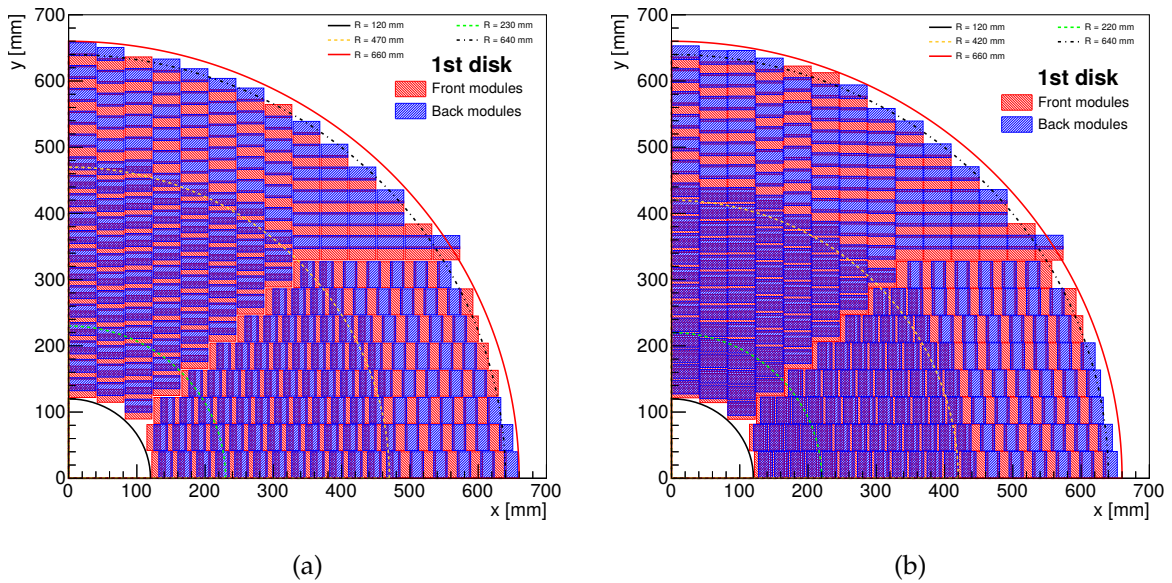 y [mm]
700
600
500
400
300
200
100
0
0 100 200 300 400 500 600 700
x [mm]
R = 120 mm R = 230 mm
R = 470 mm R = 640 mm
R = 660 mm
1st disk
Front modules
Back modules
(a)
y [mm]
700
600
500
400
300
200
100
0
0 100 200 300 400 500 600 700
x [mm]
R = 120 mm R = 220 mm
R = 420 mm R = 640 mm
R = 660 mm
1st disk
Front modules
Back modules
(b)